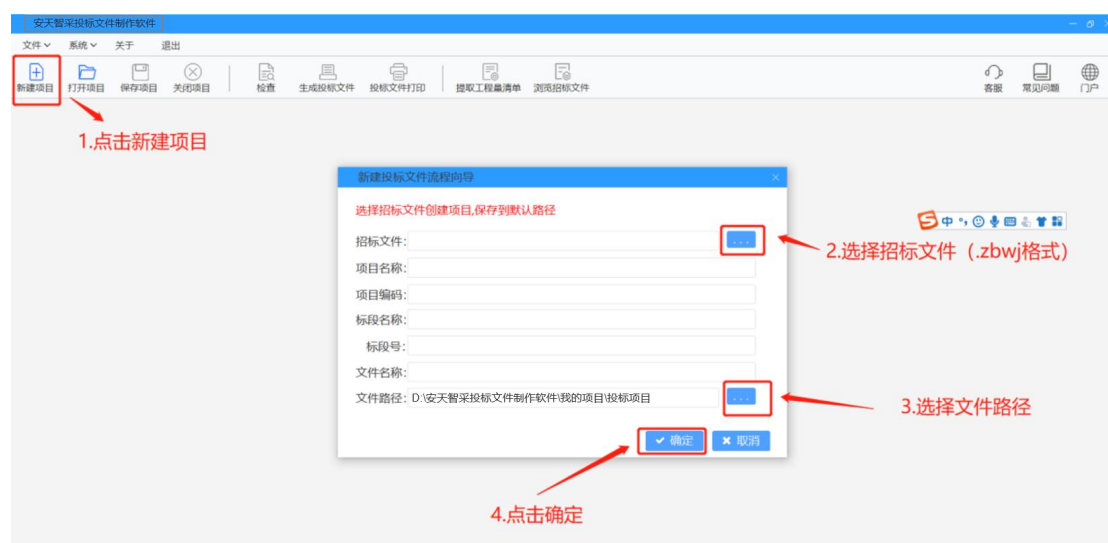 安天智采投标文件制作软件
文件 系统 关于 退出
新建项目 打开项目 保存项目 关闭项目 检查 生成投标文件 投标文件打印 提取工程量清单 浏览招标文件 客服 常见问题 门户
1.点击新建项目
新建投标文件流程向导
选择招标文件创建项目,保存到默认路径
招标文件: ...
2.选择招标文件（.zbwj格式）
项目名称:
项目编码:
标段名称:
标段号:
文件名称:
文件路径: D:\安天智采投标文件制作软件\我的项目\投标项目 ...
3.选择文件路径
确定 取消
4.点击确定
S 中